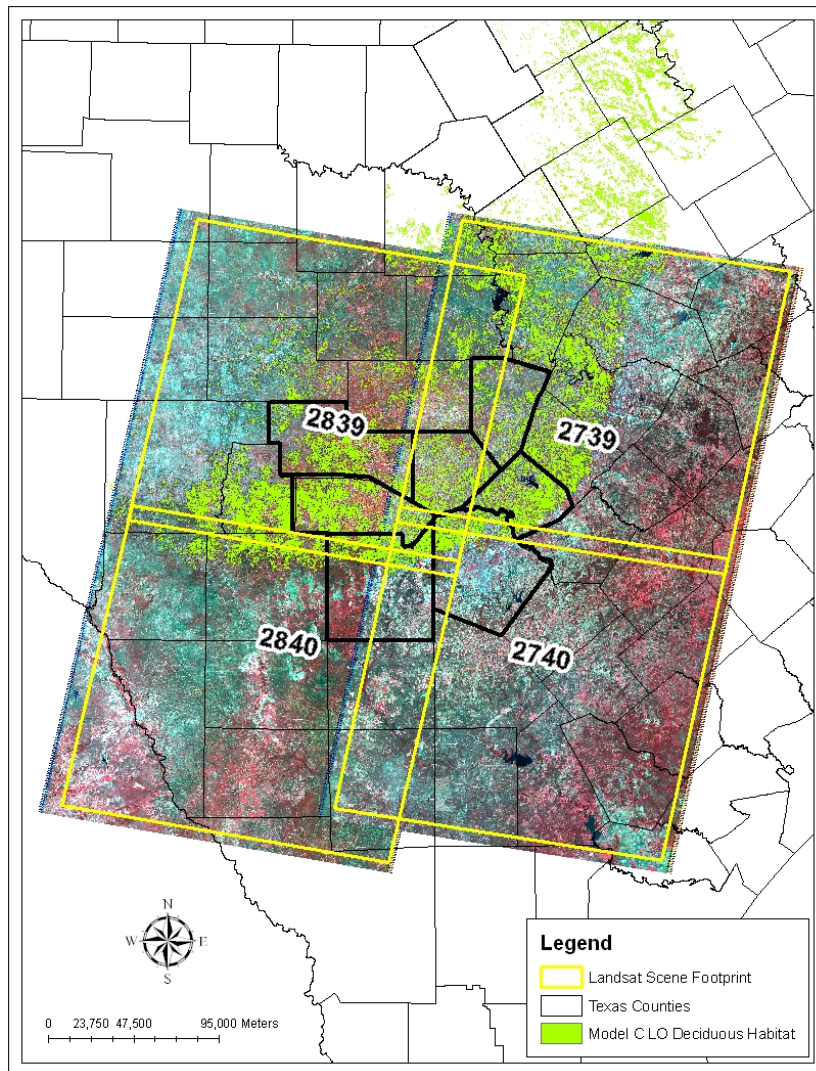 2839
2739
2840
2740
N
W E
S
0 23,750 47,500 95,000 Meters
Legend
Landsat Scene Footprint
Texas Counties
Model C LO Deciduous Habitat